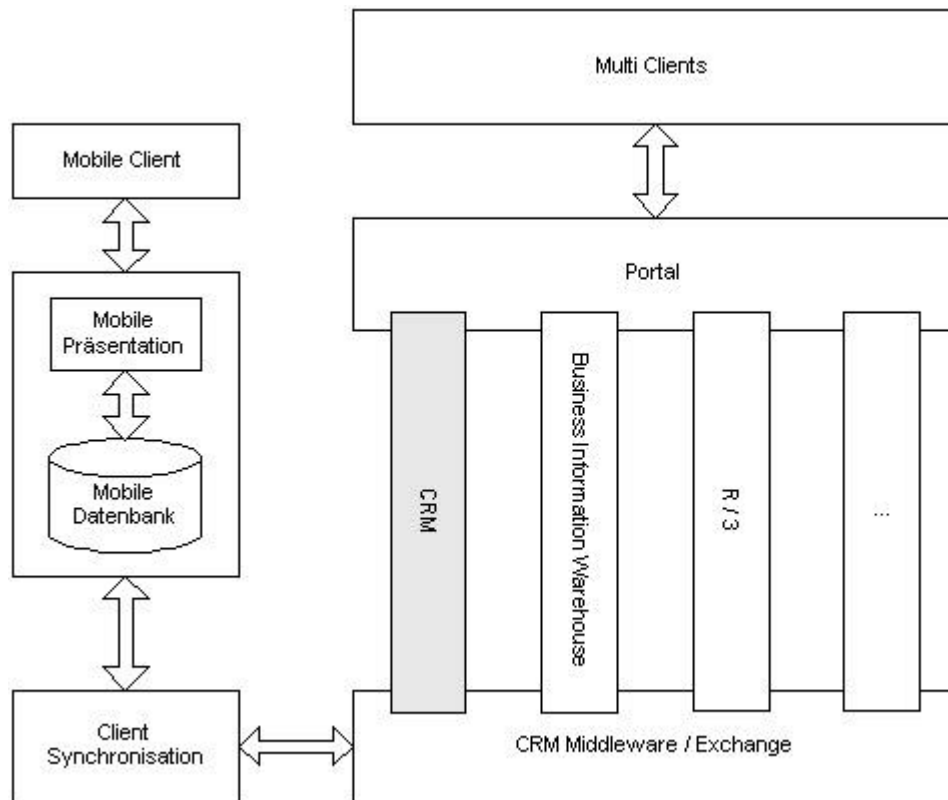 Multi Clients
Mobile Client
Portal
Mobile
Präsentation
Mobile
Datenbank
CRM
Business Information Warehouse
R / 3
...
Client
Synchronisation
CRM Middleware / Exchange